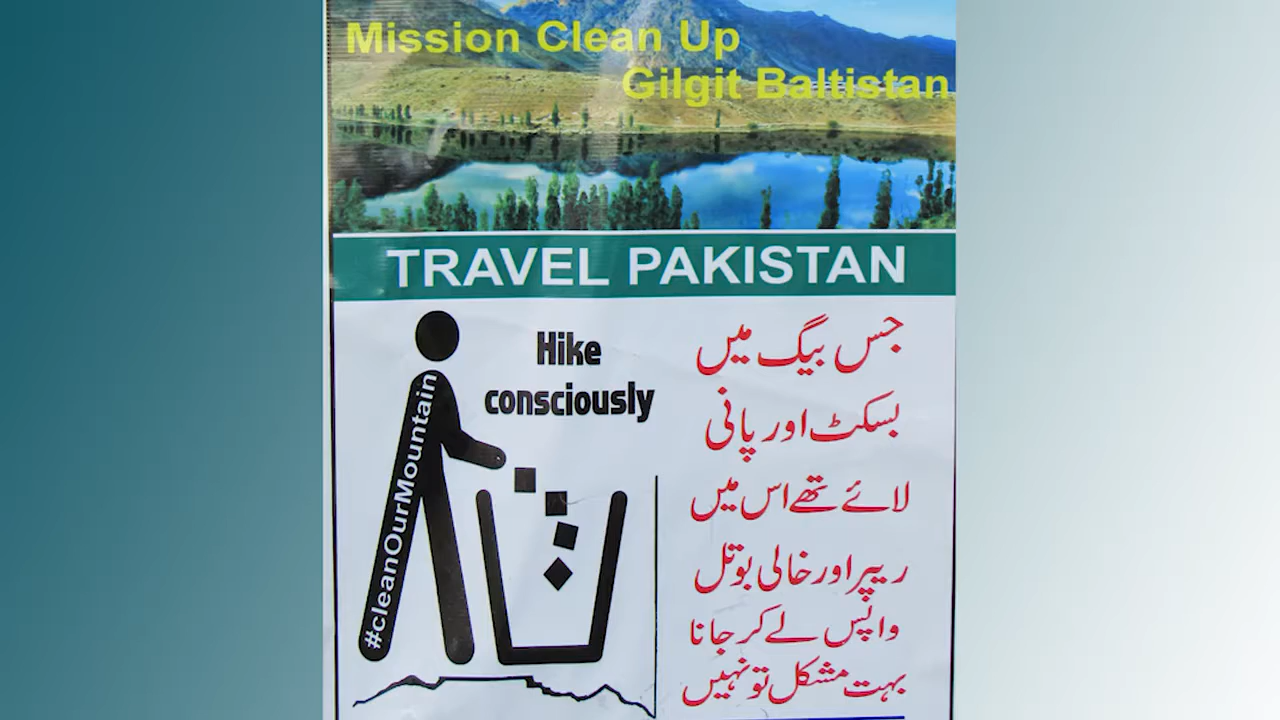 Mission Clean Up
Gilgit Baltistan
TRAVEL PAKISTAN
Hike
consciously
#cleanOurMountain
جس بیگ میں
بسکٹ اور پانی
لائے تھے اس میں
ریپر اور خالی بوتل
واپس لے کر جانا
بہت مشکل تو نہیں